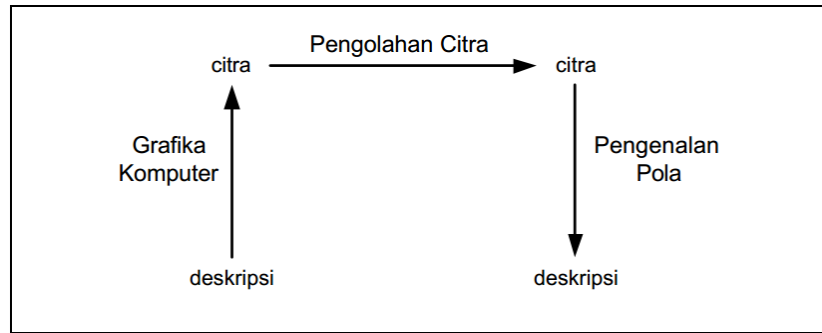 Pengolahan Citra
citra
citra
Grafika
Komputer
Pengenalan
Pola
deskripsi
deskripsi